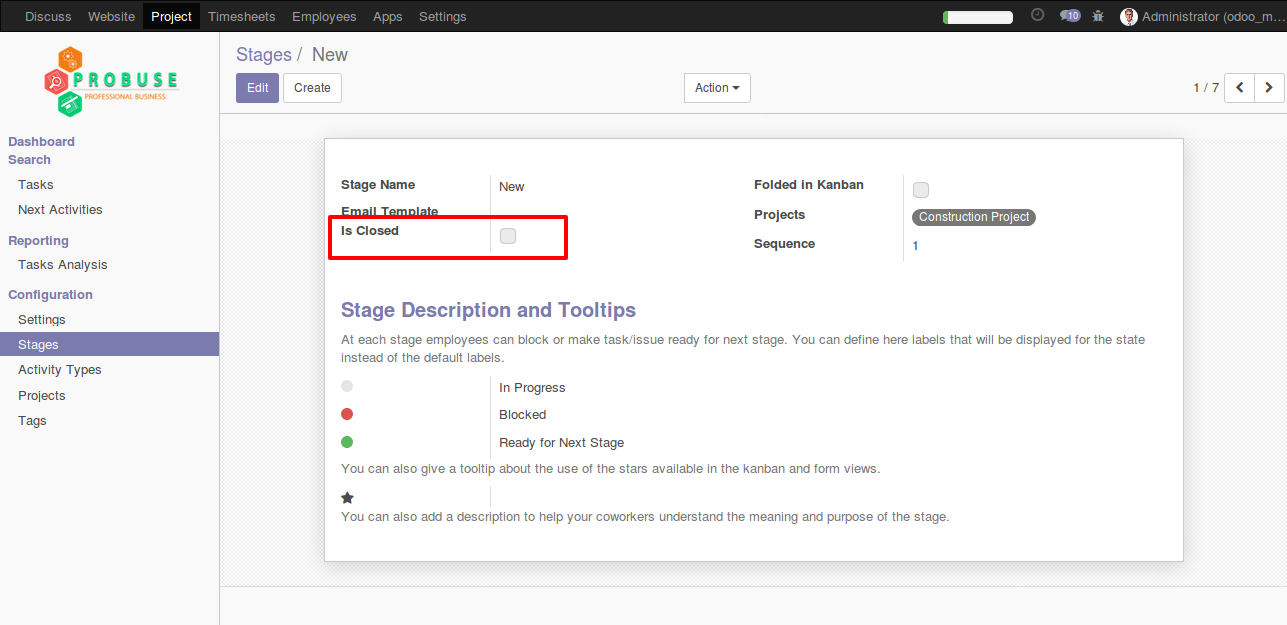 Discuss Website Project Timesheets Employees Apps Settings 10 Administrator (odoo_m...
PROBUSE
PROFESSIONAL BUSINESS
Dashboard
Search
Tasks
Next Activities
Reporting
Tasks Analysis
Configuration
Settings
Stages
Activity Types
Projects
Tags
Stages / New
Edit Create Action 1 / 7
Stage Name New
Email Template
Is Closed
Folded in Kanban
Projects Construction Project
Sequence 1
Stage Description and Tooltips
At each stage employees can block or make task/issue ready for next stage. You can define here labels that will be displayed for the state
instead of the default labels.
In Progress
Blocked
Ready for Next Stage
You can also give a tooltip about the use of the stars available in the kanban and form views.
You can also add a description to help your coworkers understand the meaning and purpose of the stage.